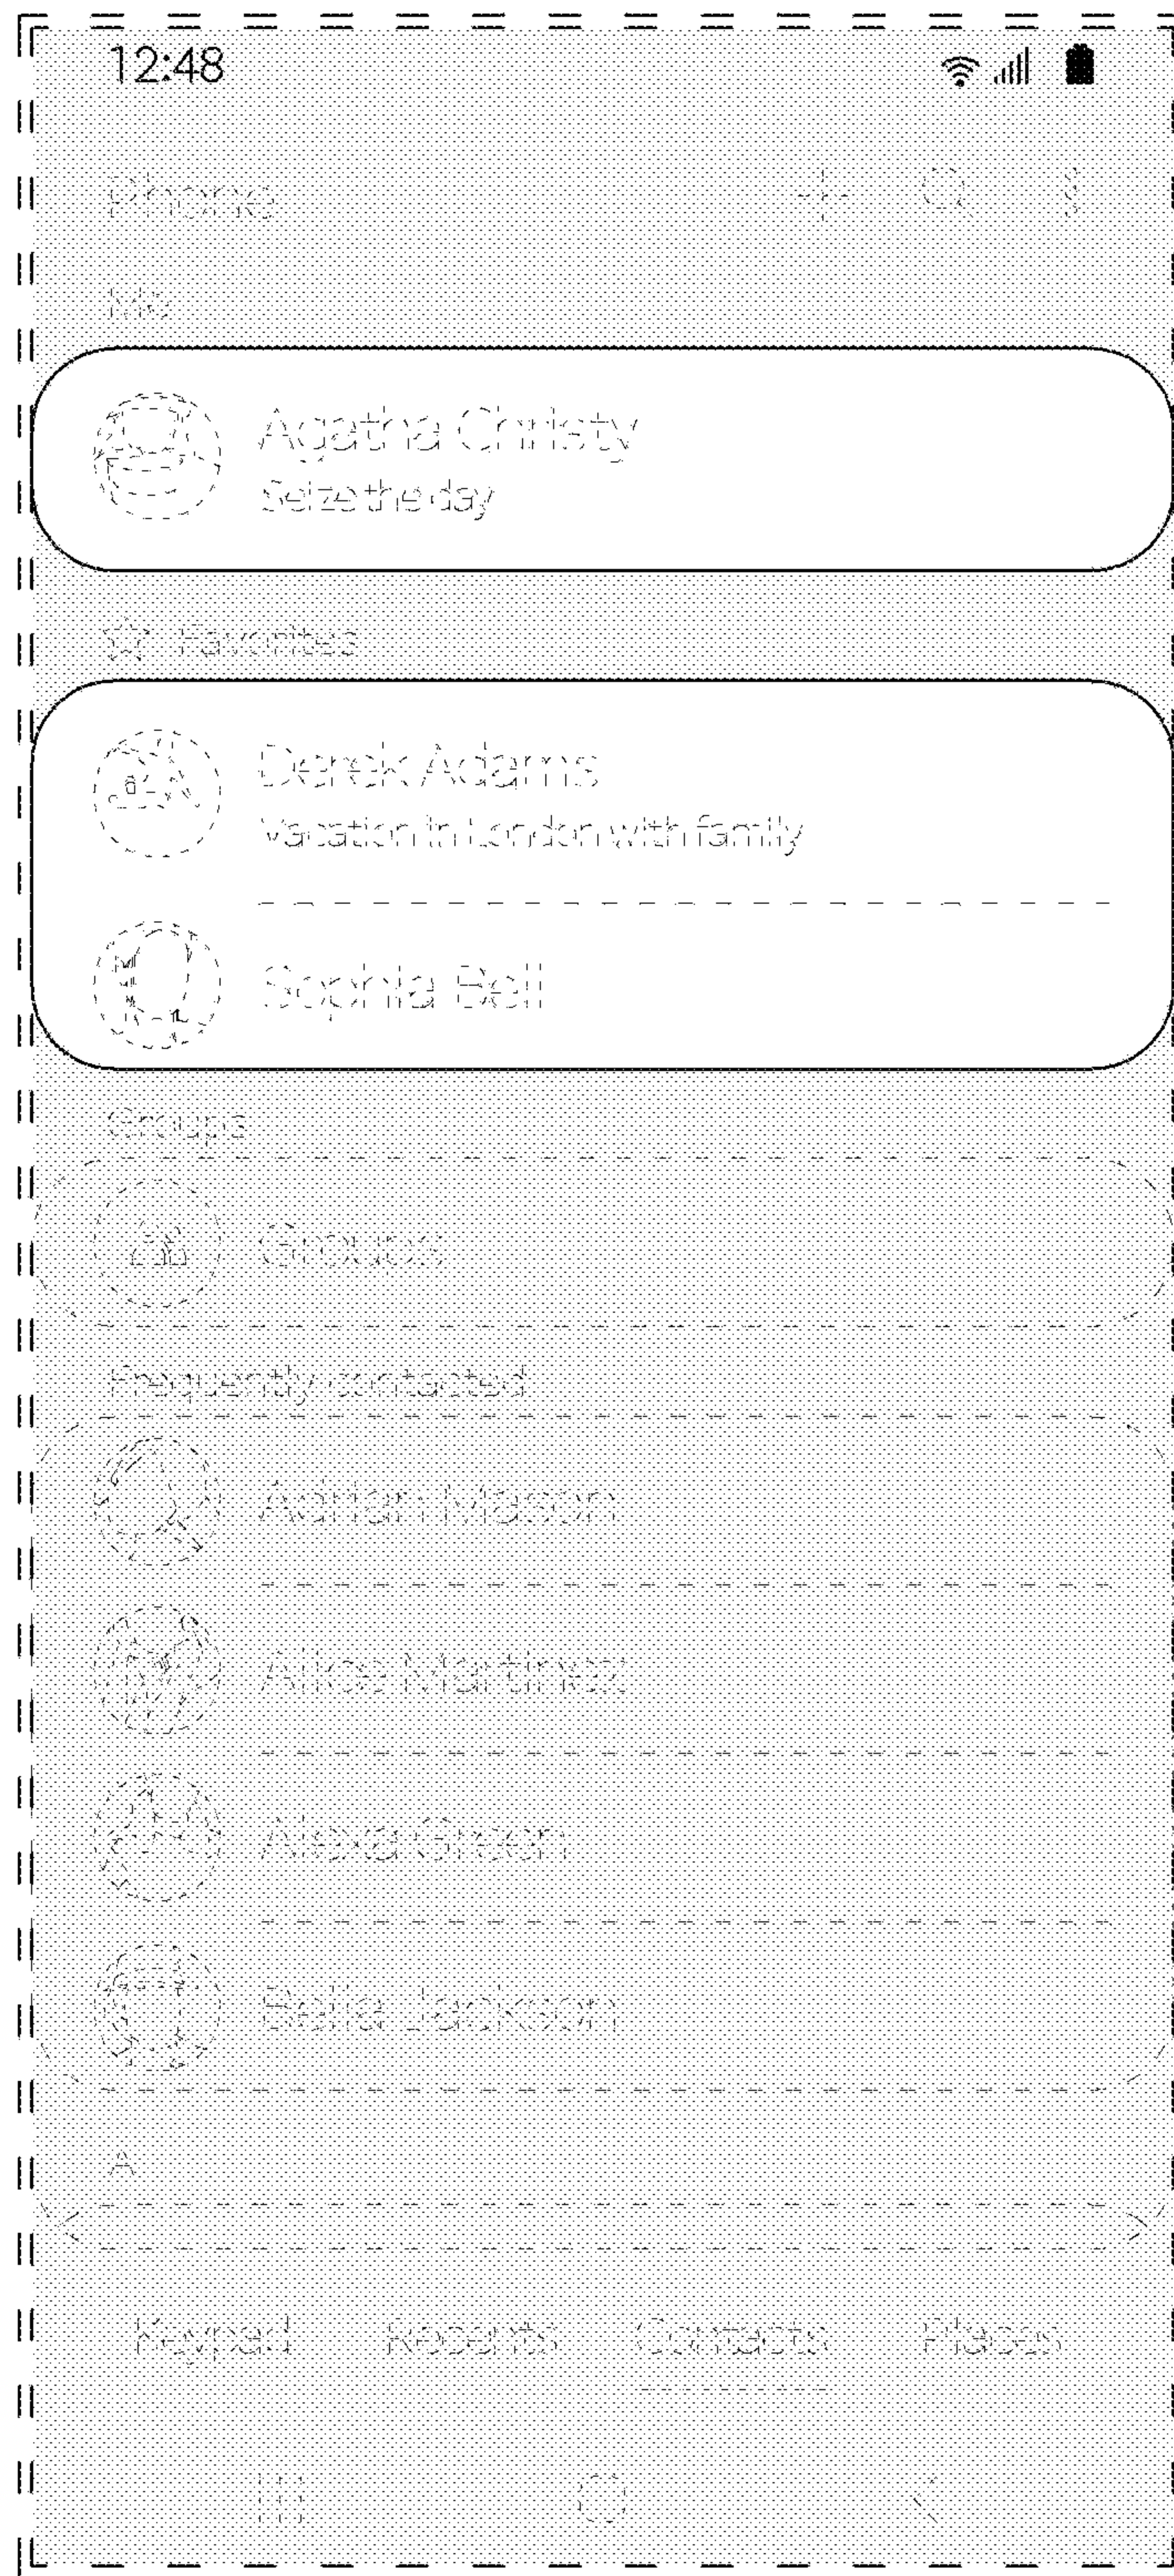 12:48
Phone
Me
Agatha Christy
Seize the day
Favorites
Derek Adams
Vacation in London with family
Sophia Bell
Groups
Groups
Frequently contacted
Adrian Mason
Alice Martinez
Alexa Green
Bella Jackson
A
Keypad Recents Contacts Places